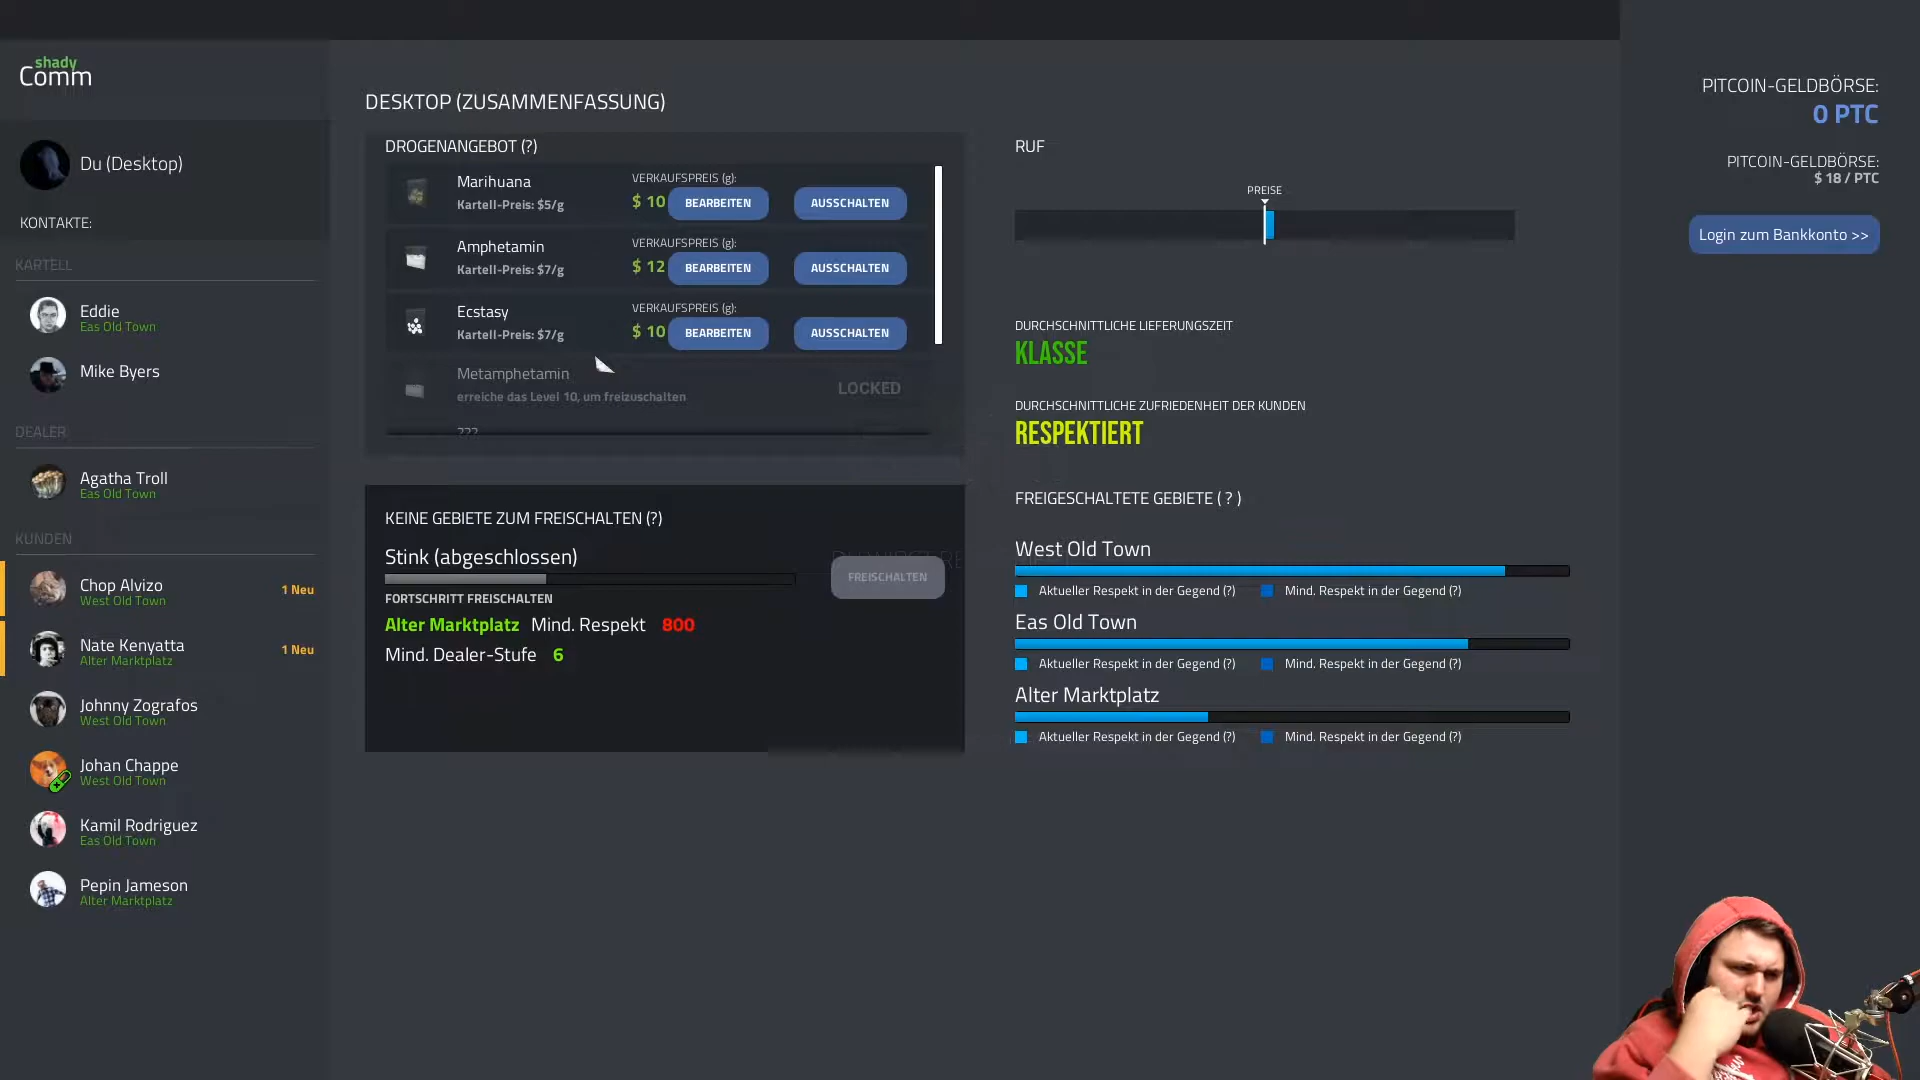 shady
Comm
Du (Desktop)
KONTAKTE:
KARTELL
Eddie
Eas Old Town
Mike Byers
DEALER
Agatha Troll
Eas Old Town
KUNDEN
Chop Alvizo
West Old Town
1 Neu
Nate Kenyatta
Alter Marktplatz
1 Neu
Johnny Zografos
West Old Town
Johan Chappe
West Old Town
Kamil Rodriguez
Eas Old Town
Pepin Jameson
Alter Marktplatz
DESKTOP (ZUSAMMENFASSUNG)
DROGENANGEBOT (?)
Marihuana
Kartell-Preis: $5/g
VERKAUFSPREIS (g):
$ 10
BEARBEITEN
AUSSCHALTEN
Amphetamin
Kartell-Preis: $7/g
VERKAUFSPREIS (g):
$ 12
BEARBEITEN
AUSSCHALTEN
Ecstasy
Kartell-Preis: $7/g
VERKAUFSPREIS (g):
$ 10
BEARBEITEN
AUSSCHALTEN
Metamphetamin
erreiche das Level 10, um freizuschalten
LOCKED
???
KEINE GEBIETE ZUM FREISCHALTEN (?)
Stink (abgeschlossen)
FREISCHALTEN
FORTSCHRITT FREISCHALTEN
Alter Marktplatz Mind. Respekt 800
Mind. Dealer-Stufe 6
RUF
PREISE
DURCHSCHNITTLICHE LIEFERUNGSZEIT
KLASSE
DURCHSCHNITTLICHE ZUFRIEDENHEIT DER KUNDEN
RESPEKTIERT
FREIGESCHALTETE GEBIETE ( ? )
West Old Town
Aktueller Respekt in der Gegend (?) Mind. Respekt in der Gegend (?)
Eas Old Town
Aktueller Respekt in der Gegend (?) Mind. Respekt in der Gegend (?)
Alter Marktplatz
Aktueller Respekt in der Gegend (?) Mind. Respekt in der Gegend (?)
PITCOIN-GELDBÖRSE:
0 PTC
PITCOIN-GELDBÖRSE:
$ 18 / PTC
Login zum Bankkonto >>